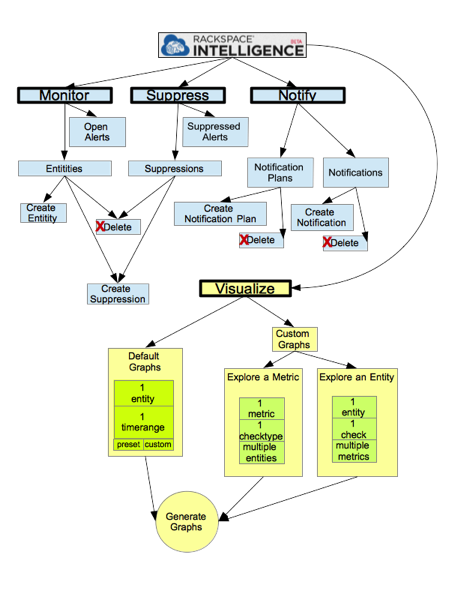 RACKSPACE®
INTELLIGENCE
BETA
Monitor
Suppress
Notify
Open
Alerts
Suppressed
Alerts
Entitities
Suppressions
Notification
Plans
Notifications
Create
Entitity
X Delete
Create
Notification Plan
Create
Notification
X Delete
X Delete
Create
Suppression
Visualize
Custom
Graphs
Default
Graphs
1
entity
1
timerange
preset custom
Explore a Metric
1
metric
1
checktype
multiple
entities
Explore an Entity
1
entity
1
check
multiple
metrics
Generate
Graphs